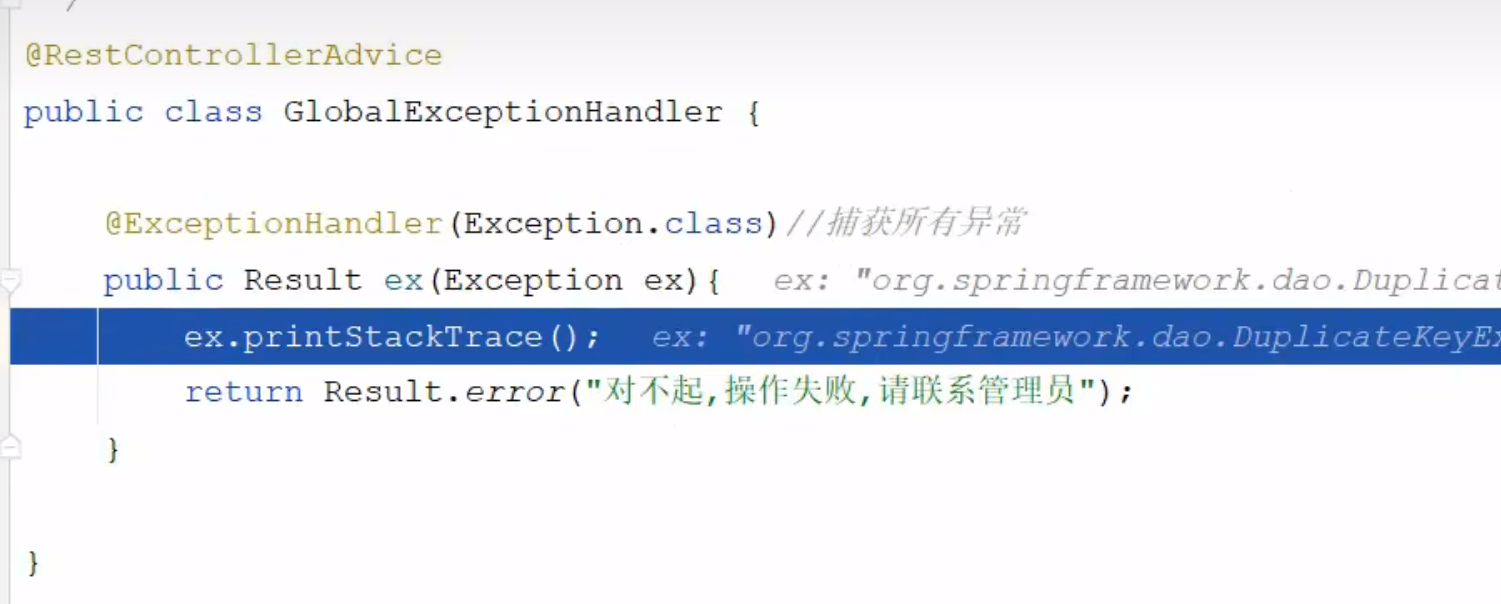 /
@RestControllerAdvice
public class GlobalExceptionHandler {
@ExceptionHandler(Exception.class)//捕获所有异常
public Result ex(Exception ex){ ex: "org.springframework.dao.Duplicat
ex.printStackTrace(); ex: "org.springframework.dao.DuplicateKeyEx
return Result.error("对不起,操作失败,请联系管理员");
}
}